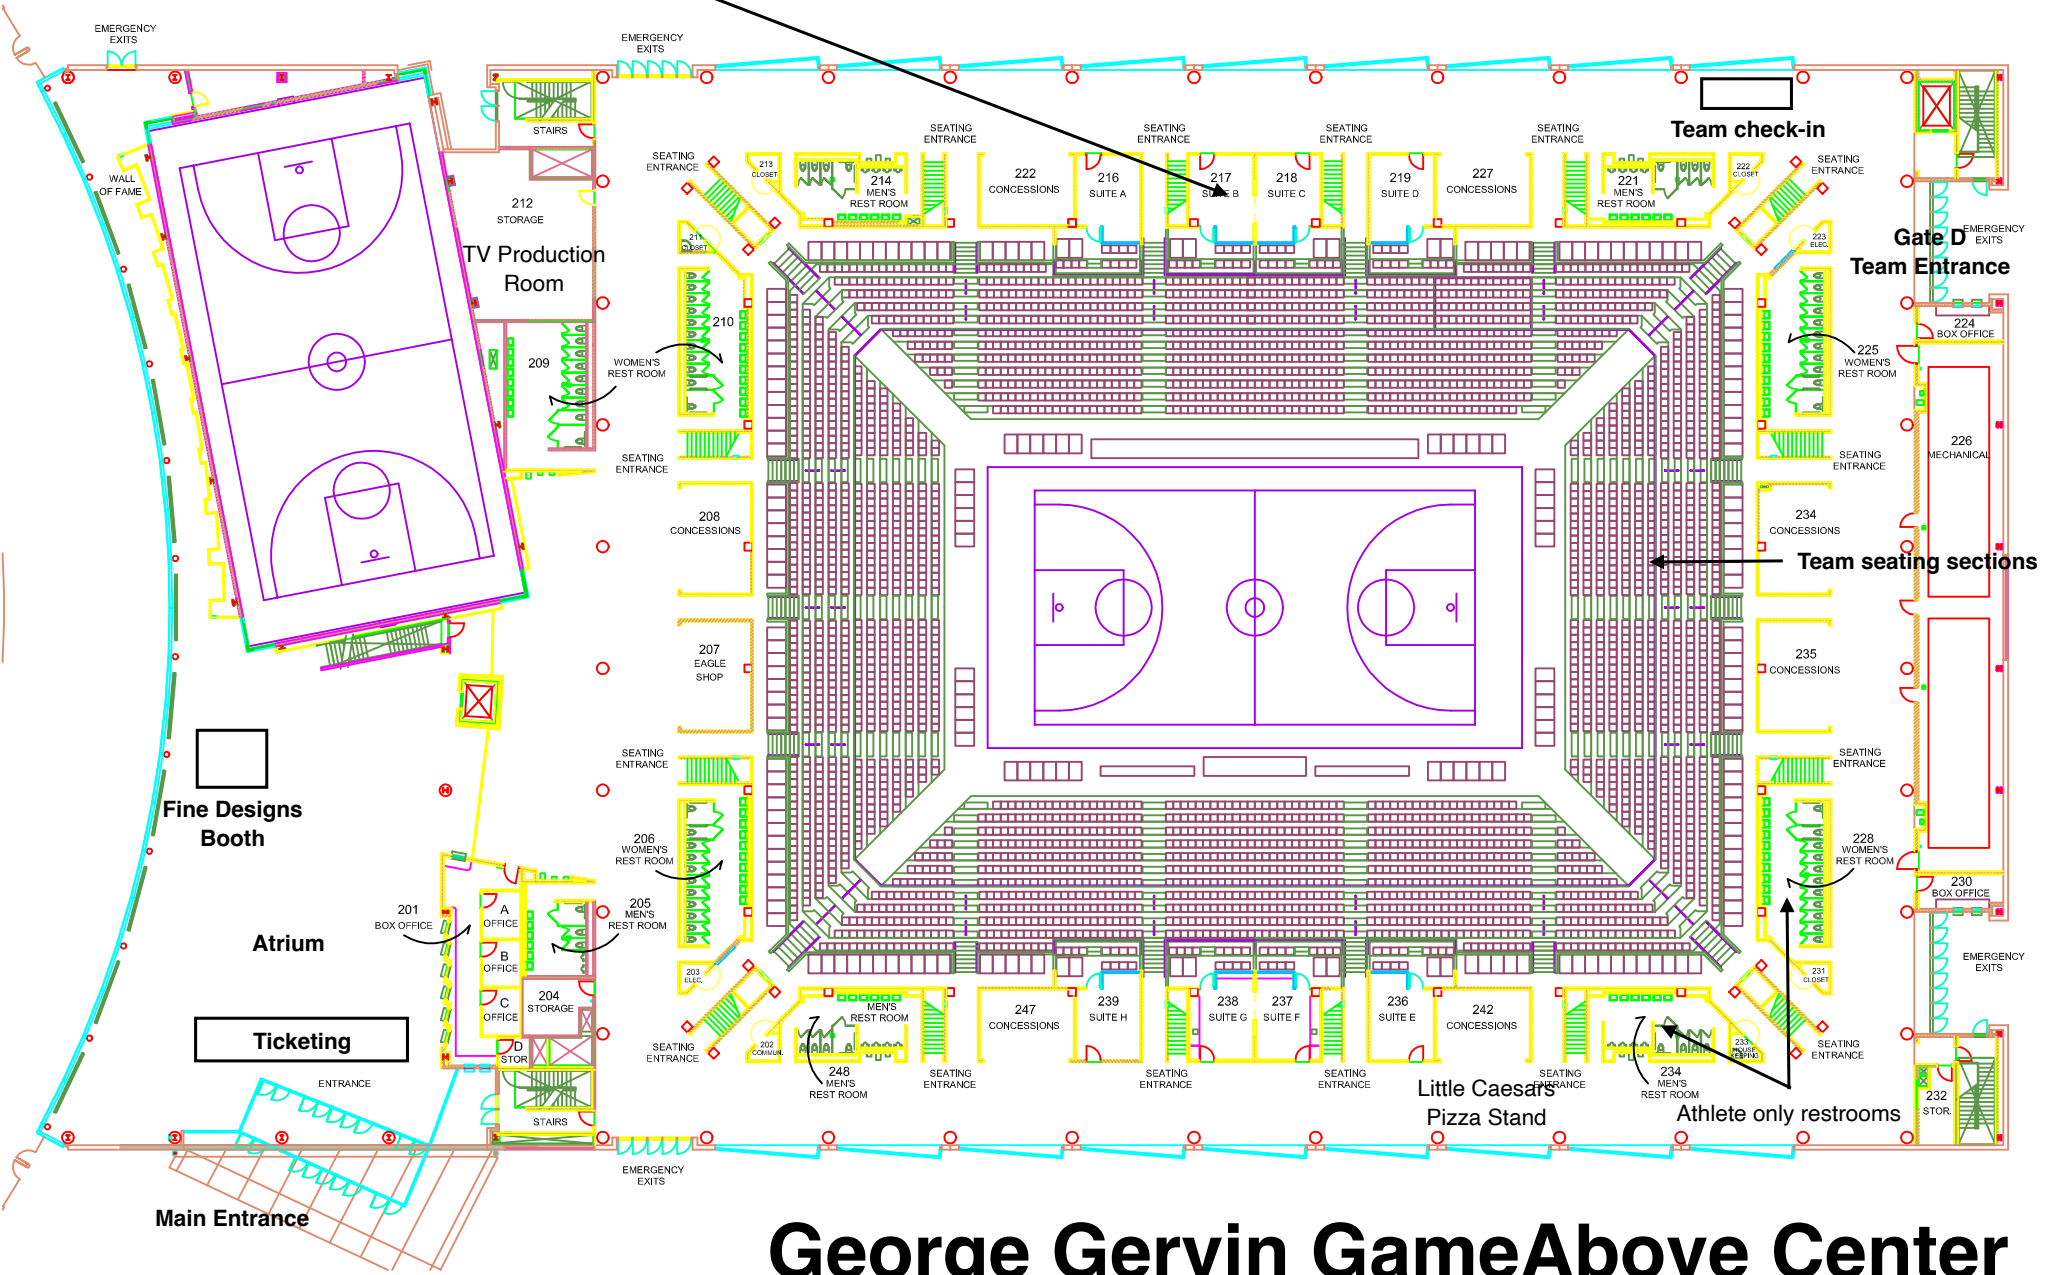 EMERGENCY
EXITS
EMERGENCY
EXITS
STAIRS
WALL
OF FAME
212
STORAGE
TV Production
Room
209
WOMEN'S
REST ROOM
210
SEATING
ENTRANCE
213
CLOSET
211
CLOSET
214
MEN'S
REST ROOM
SEATING
ENTRANCE
222
CONCESSIONS
216
SUITE A
SEATING
ENTRANCE
217
SUITE B
218
SUITE C
SEATING
ENTRANCE
219
SUITE D
227
CONCESSIONS
SEATING
ENTRANCE
221
MEN'S
REST ROOM
222
CLOSET
Team check-in
SEATING
ENTRANCE
223
ELEC.
Gate D
Team Entrance
EMERGENCY
EXITS
224
BOX OFFICE
225
WOMEN'S
REST ROOM
226
MECHANICAL
SEATING
ENTRANCE
SEATING
ENTRANCE
208
CONCESSIONS
234
CONCESSIONS
Team seating sections
207
EAGLE
SHOP
235
CONCESSIONS
SEATING
ENTRANCE
SEATING
ENTRANCE
Fine Designs
Booth
206
WOMEN'S
REST ROOM
228
WOMEN'S
REST ROOM
230
BOX OFFICE
201
BOX OFFICE
A
OFFICE
B
OFFICE
C
OFFICE
D
STOR
205
MEN'S
REST ROOM
204
STORAGE
Atrium
Ticketing
ENTRANCE
STAIRS
203
ELEC.
202
COMMUN.
SEATING
ENTRANCE
MEN'S
REST ROOM
248
MEN'S
REST ROOM
SEATING
ENTRANCE
247
CONCESSIONS
239
SUITE H
SEATING
ENTRANCE
238
SUITE G
237
SUITE F
SEATING
ENTRANCE
236
SUITE E
242
CONCESSIONS
SEATING
ENTRANCE
Little Caesars
Pizza Stand
234
MEN'S
REST ROOM
233
HOUSE
KEEPING
231
CLOSET
SEATING
ENTRANCE
Athlete only restrooms
EMERGENCY
EXITS
232
STOR.
EMERGENCY
EXITS
Main Entrance
George Gervin GameAbove Center